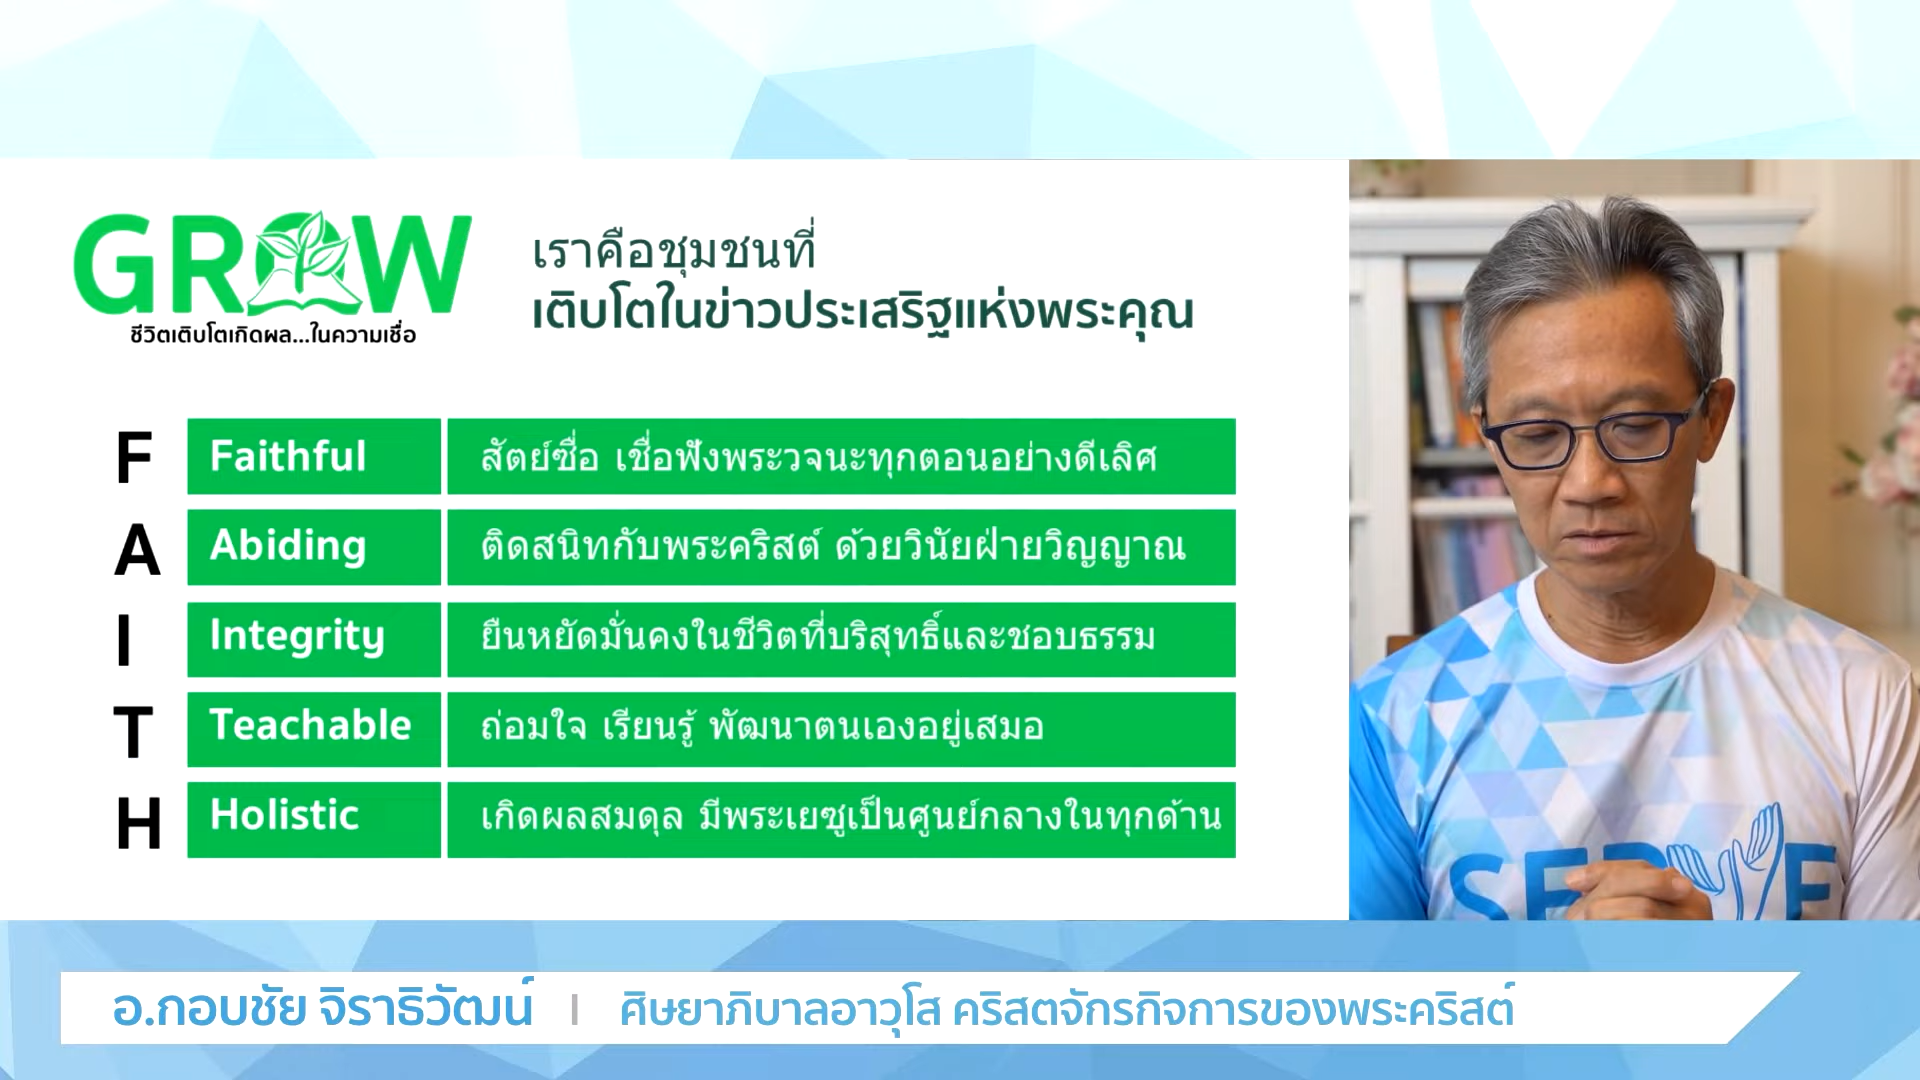 GROW
ชีวิตเติบโตเกิดผล...ในความเชื่อ
เราคือชุมชนที่
เติบโตในข่าวประเสริฐแห่งพระคุณ
F Faithful สัตย์ซื่อ เชื่อฟังพระวจนะทุกตอนอย่างดีเลิศ
A Abiding ติดสนิทกับพระคริสต์ ด้วยวินัยฝ่ายวิญญาณ
I Integrity ยืนหยัดมั่นคงในชีวิตที่บริสุทธิ์และชอบธรรม
T Teachable ถ่อมใจ เรียนรู้ พัฒนาตนเองอยู่เสมอ
H Holistic เกิดผลสมดุล มีพระเยซูเป็นศูนย์กลางในทุกด้าน
SERVE
อ.กอบชัย จิราธิวัฒน์ | ศิษยาภิบาลอาวุโส คริสตจักรกิจการของพระคริสต์